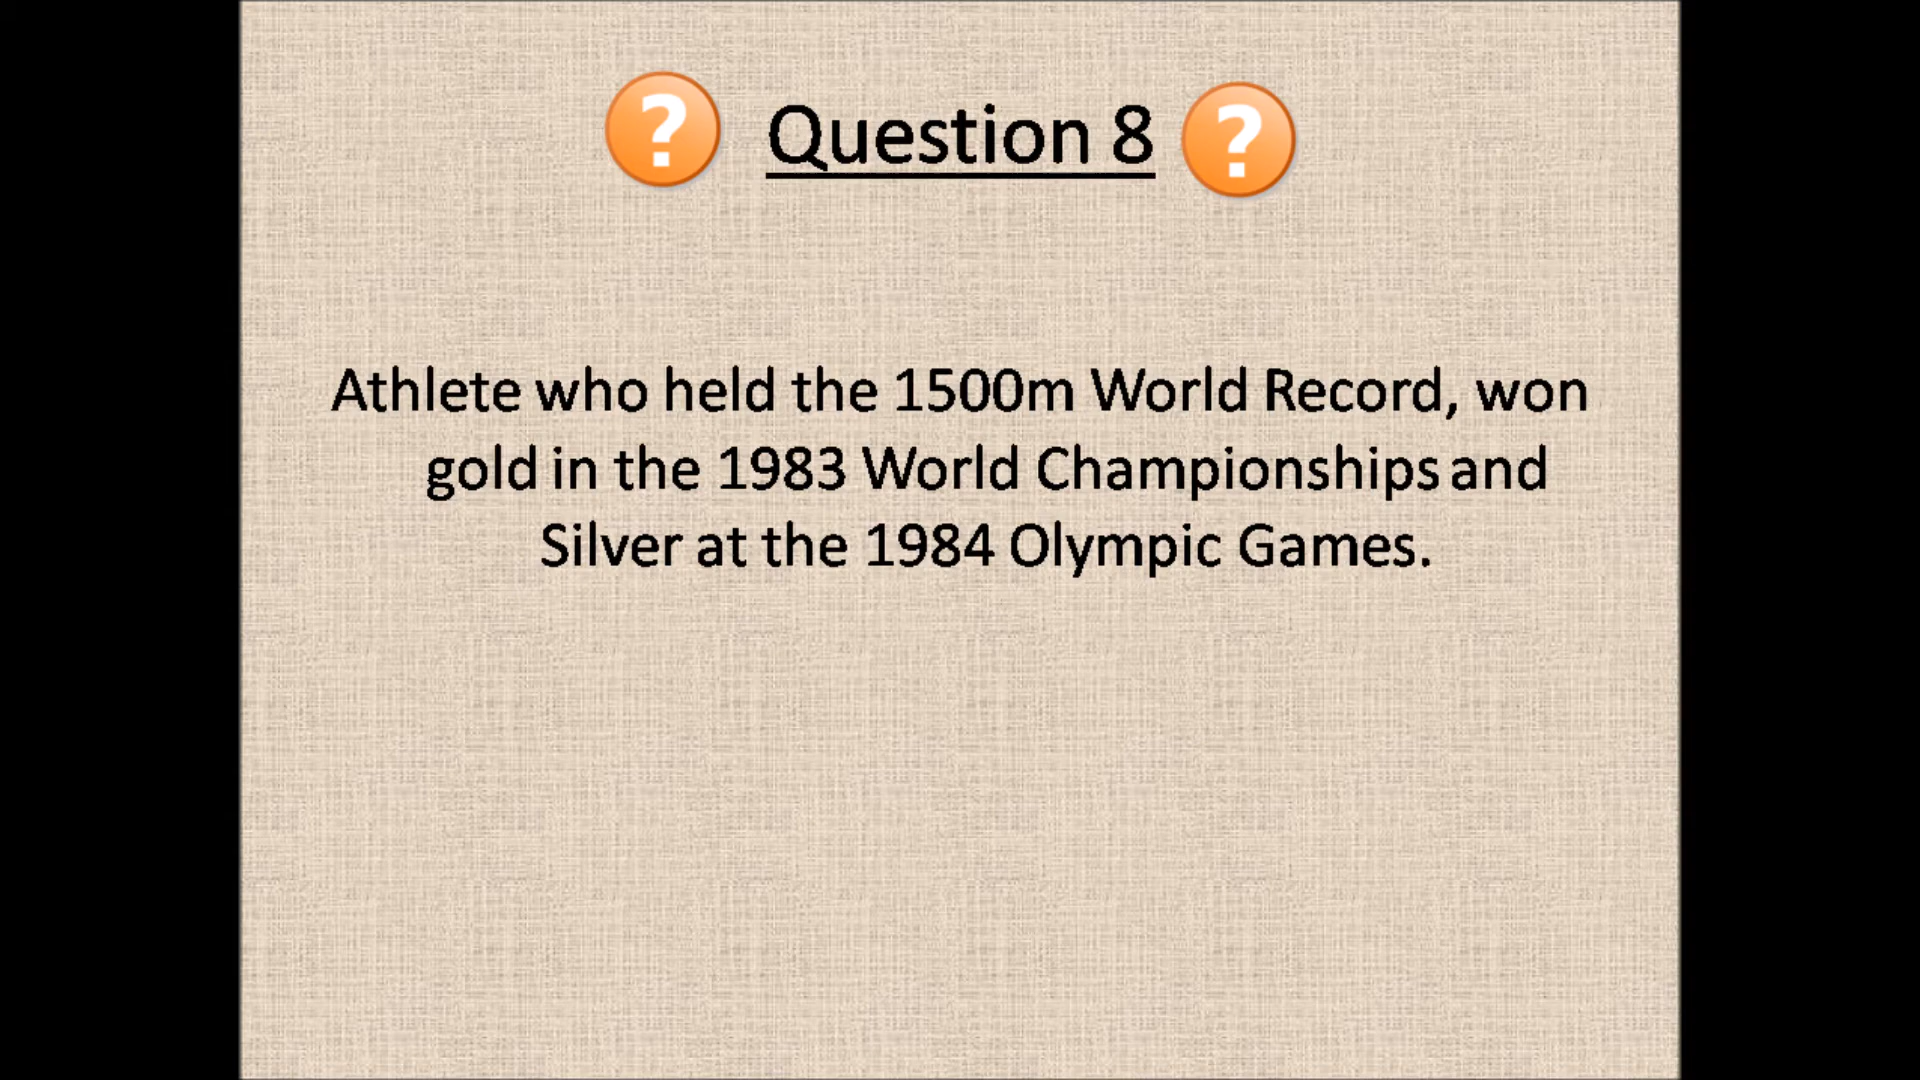 Question 8
Athlete who held the 1500m World Record, won
gold in the 1983 World Championships and
Silver at the 1984 Olympic Games.